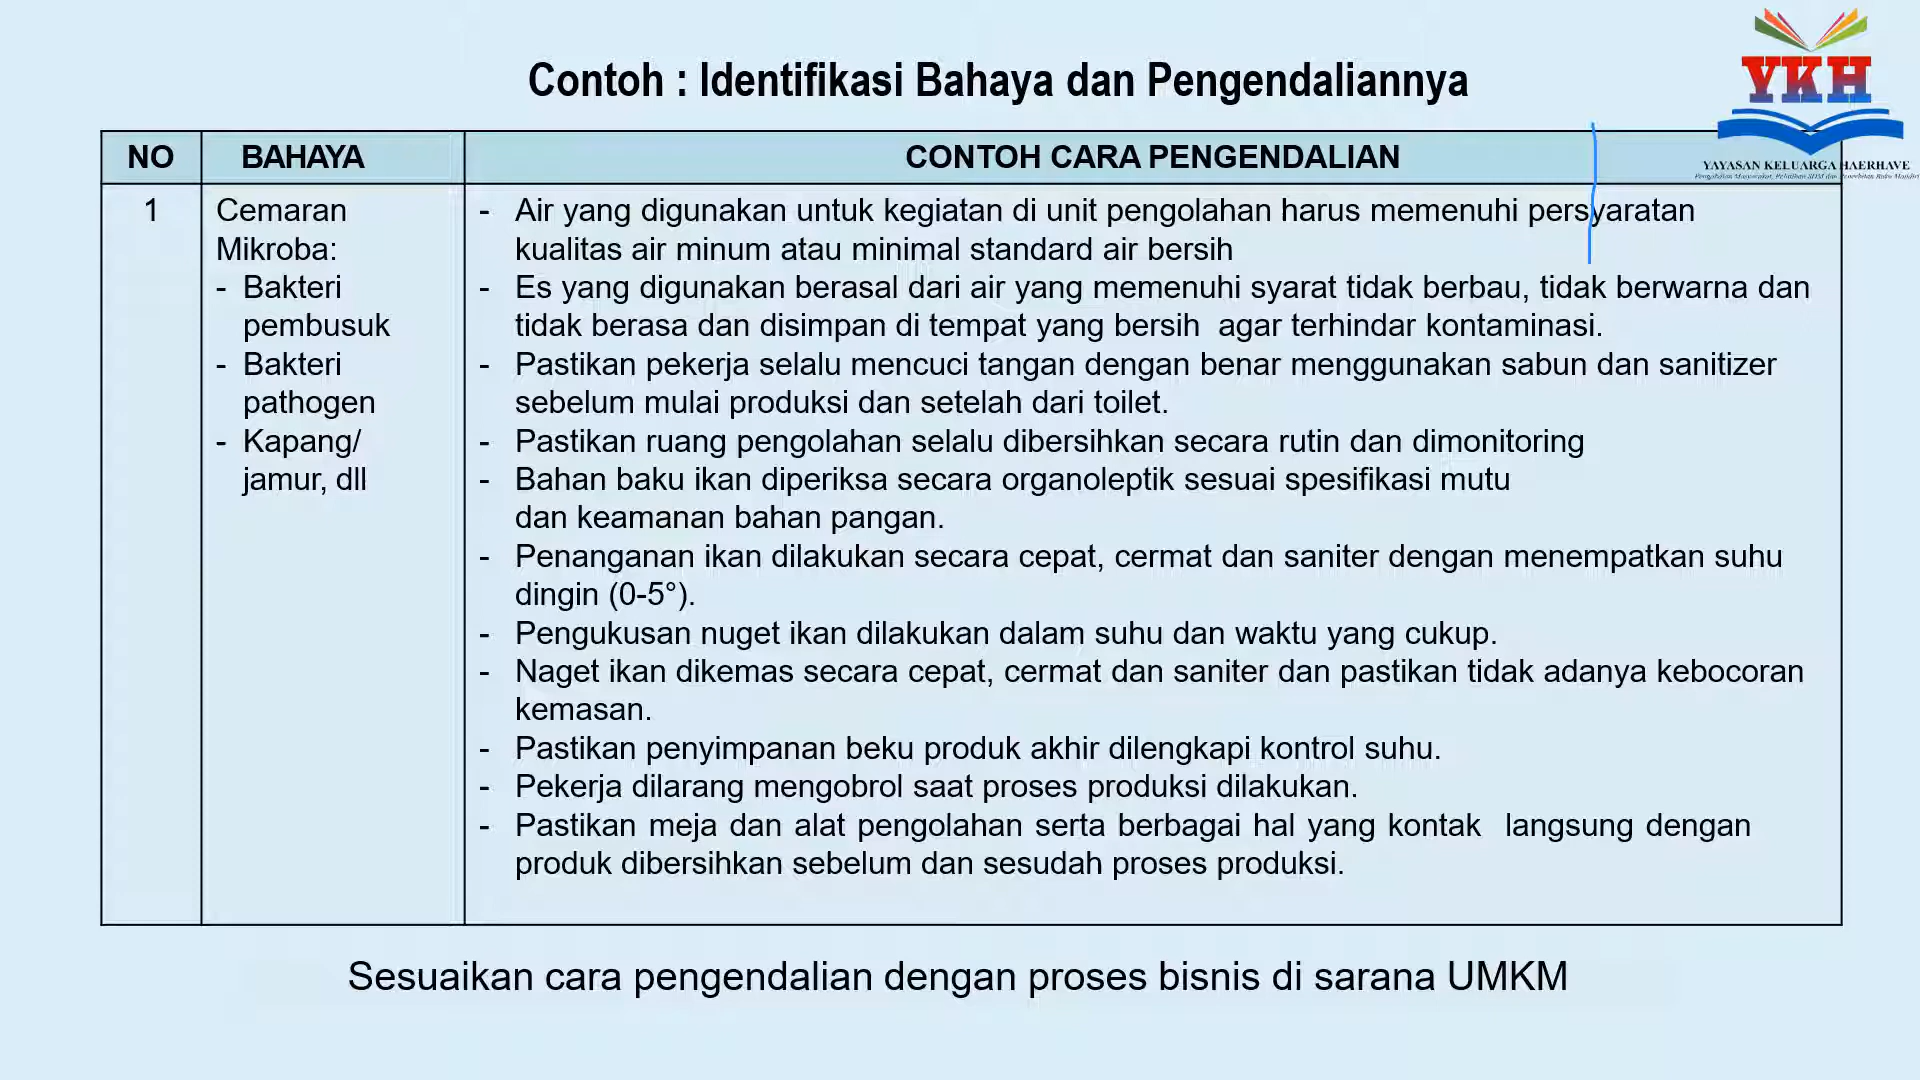 Contoh : Identifikasi Bahaya dan Pengendaliannya
YKH
YAYASAN KELUARGA HAERHAVE
NO
BAHAYA
CONTOH CARA PENGENDALIAN
1
Cemaran
Mikroba:
- Bakteri
pembusuk
- Bakteri
pathogen
- Kapang/
jamur, dll
- Air yang digunakan untuk kegiatan di unit pengolahan harus memenuhi persyaratan
kualitas air minum atau minimal standard air bersih
- Es yang digunakan berasal dari air yang memenuhi syarat tidak berbau, tidak berwarna dan
tidak berasa dan disimpan di tempat yang bersih agar terhindar kontaminasi.
- Pastikan pekerja selalu mencuci tangan dengan benar menggunakan sabun dan sanitizer
sebelum mulai produksi dan setelah dari toilet.
- Pastikan ruang pengolahan selalu dibersihkan secara rutin dan dimonitoring
- Bahan baku ikan diperiksa secara organoleptik sesuai spesifikasi mutu
dan keamanan bahan pangan.
- Penanganan ikan dilakukan secara cepat, cermat dan saniter dengan menempatkan suhu
dingin (0-5°).
- Pengukusan nuget ikan dilakukan dalam suhu dan waktu yang cukup.
- Naget ikan dikemas secara cepat, cermat dan saniter dan pastikan tidak adanya kebocoran
kemasan.
- Pastikan penyimpanan beku produk akhir dilengkapi kontrol suhu.
- Pekerja dilarang mengobrol saat proses produksi dilakukan.
- Pastikan meja dan alat pengolahan serta berbagai hal yang kontak langsung dengan
produk dibersihkan sebelum dan sesudah proses produksi.
Sesuaikan cara pengendalian dengan proses bisnis di sarana UMKM